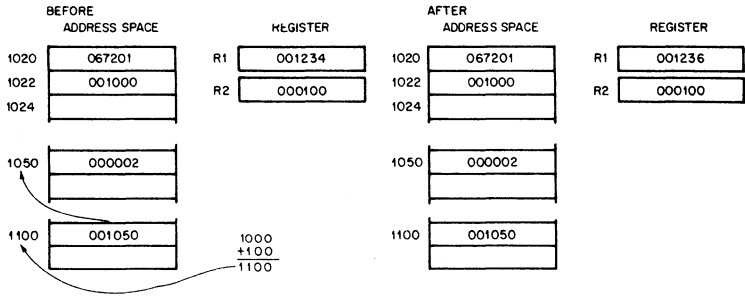 BEFORE
ADDRESS SPACE
REGISTER
1020 067201
1022 001000
1024
R1 001234
R2 000100
1050 000002
1100 001050
1000
+100
1100
AFTER
ADDRESS SPACE
REGISTER
1020 067201
1022 001000
1024
R1 001236
R2 000100
1050 000002
1100 001050